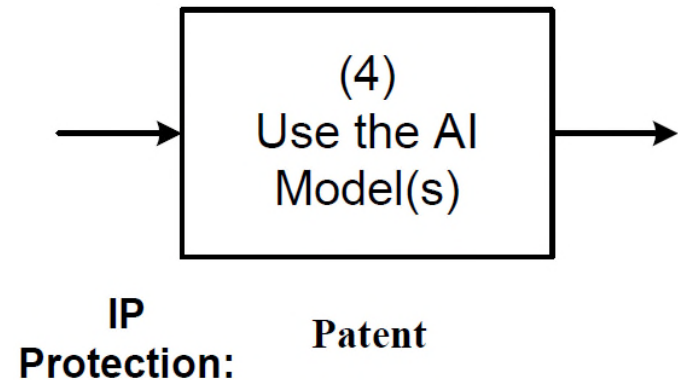 (4)
Use the AI
Model(s)
IP
Protection:
Patent